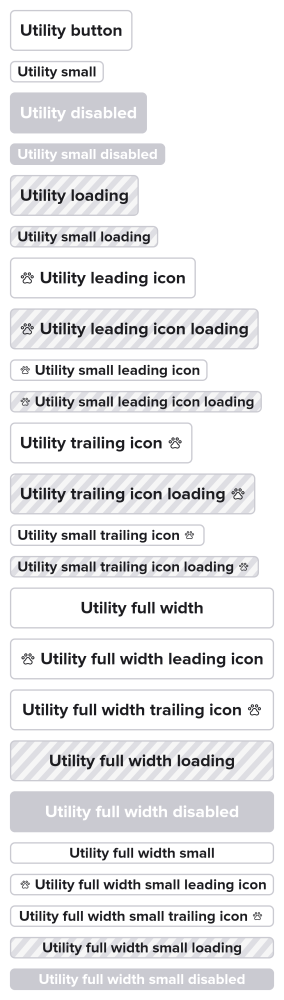 Utility button
Utility small
Utility disabled
Utility small disabled
Utility loading
Utility small loading
Utility leading icon
Utility leading icon loading
Utility small leading icon
Utility small leading icon loading
Utility trailing icon
Utility trailing icon loading
Utility small trailing icon
Utility small trailing icon loading
Utility full width
Utility full width leading icon
Utility full width trailing icon
Utility full width loading
Utility full width disabled
Utility full width small
Utility full width small leading icon
Utility full width small trailing icon
Utility full width small loading
Utility full width small disabled